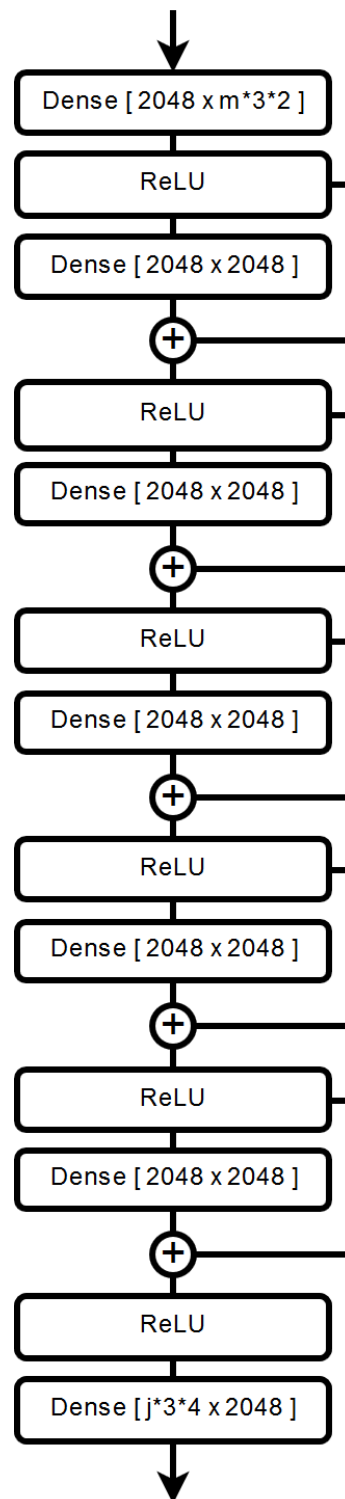 Dense [ 2048 x m*3*2 ]
ReLU
Dense [ 2048 x 2048 ]
+
ReLU
Dense [ 2048 x 2048 ]
+
ReLU
Dense [ 2048 x 2048 ]
+
ReLU
Dense [ 2048 x 2048 ]
+
ReLU
Dense [ 2048 x 2048 ]
+
ReLU
Dense [ j*3*4 x 2048 ]